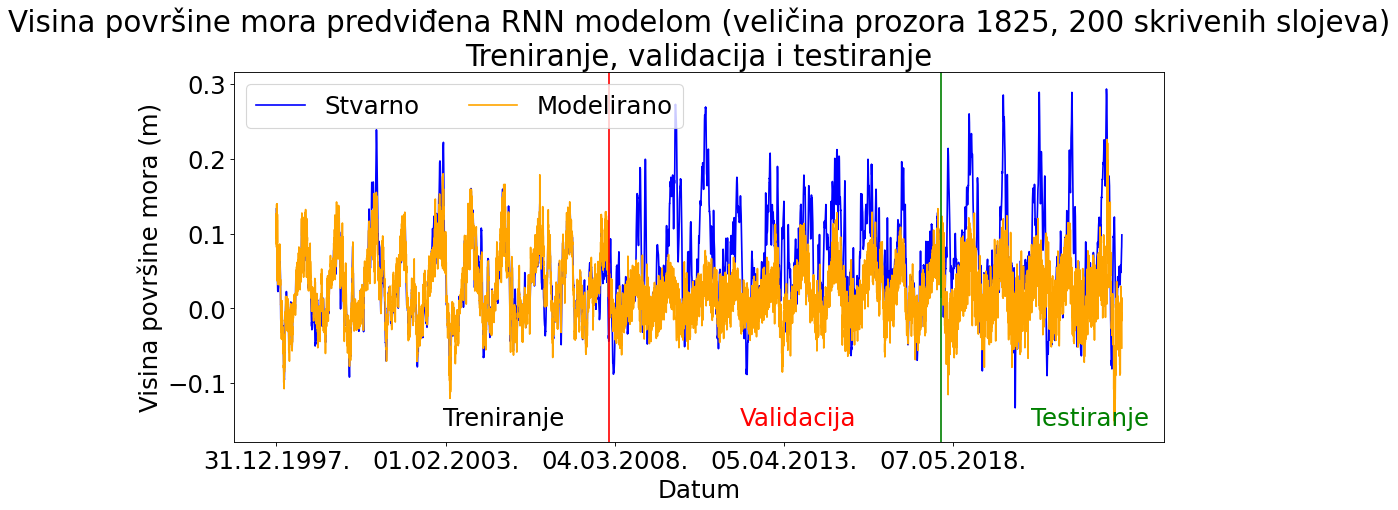 Visina površine mora predviđena RNN modelom (veličina prozora 1825, 200 skrivenih slojeva)
Treniranje, validacija i testiranje
Stvarno
Modelirano
Visina površine mora (m)
0.3
0.2
0.1
0.0
−0.1
Treniranje
Validacija
Testiranje
31.12.1997.
01.02.2003.
04.03.2008.
05.04.2013.
07.05.2018.
Datum